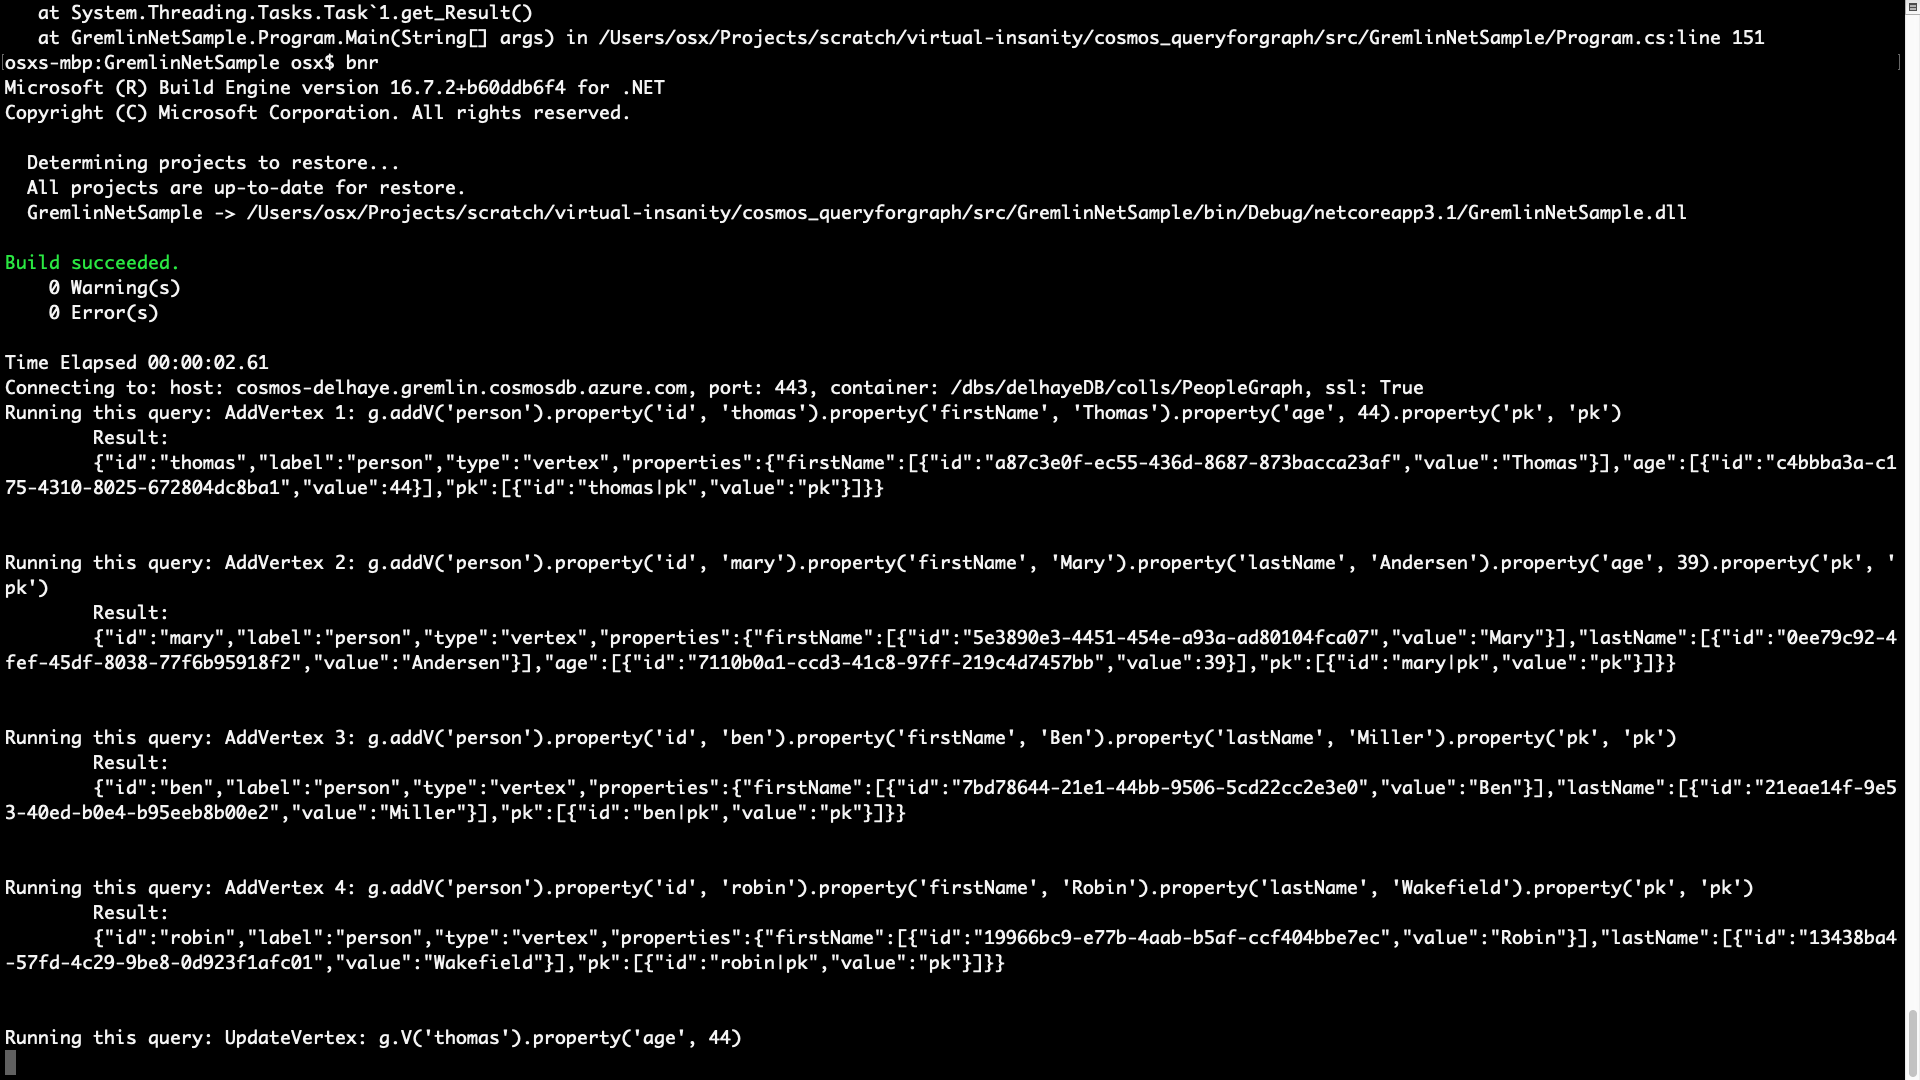 at System.Threading.Tasks.Task`1.get_Result()
   at GremlinNetSample.Program.Main(String[] args) in /Users/osx/Projects/scratch/virtual-insanity/cosmos_queryforgraph/src/GremlinNetSample/Program.cs:line 151
osxs-mbp:GremlinNetSample osx$ bnr
Microsoft (R) Build Engine version 16.7.2+b60ddb6f4 for .NET
Copyright (C) Microsoft Corporation. All rights reserved.

  Determining projects to restore...
  All projects are up-to-date for restore.
  GremlinNetSample -> /Users/osx/Projects/scratch/virtual-insanity/cosmos_queryforgraph/src/GremlinNetSample/bin/Debug/netcoreapp3.1/GremlinNetSample.dll

Build succeeded.
    0 Warning(s)
    0 Error(s)

Time Elapsed 00:00:02.61
Connecting to: host: cosmos-delhaye.gremlin.cosmosdb.azure.com, port: 443, container: /dbs/delhayeDB/colls/PeopleGraph, ssl: True
Running this query: AddVertex 1: g.addV('person').property('id', 'thomas').property('firstName', 'Thomas').property('age', 44).property('pk', 'pk')
        Result:
        {"id":"thomas","label":"person","type":"vertex","properties":{"firstName":[{"id":"a87c3e0f-ec55-436d-8687-873bacca23af","value":"Thomas"}],"age":[{"id":"c4bbba3a-c1
75-4310-8025-672804dc8ba1","value":44}],"pk":[{"id":"thomas|pk","value":"pk"}]}}

Running this query: AddVertex 2: g.addV('person').property('id', 'mary').property('firstName', 'Mary').property('lastName', 'Andersen').property('age', 39).property('pk', '
pk')
        Result:
        {"id":"mary","label":"person","type":"vertex","properties":{"firstName":[{"id":"5e3890e3-4451-454e-a93a-ad80104fca07","value":"Mary"}],"lastName":[{"id":"0ee79c92-4
fef-45df-8038-77f6b95918f2","value":"Andersen"}],"age":[{"id":"7110b0a1-ccd3-41c8-97ff-219c4d7457bb","value":39}],"pk":[{"id":"mary|pk","value":"pk"}]}}

Running this query: AddVertex 3: g.addV('person').property('id', 'ben').property('firstName', 'Ben').property('lastName', 'Miller').property('pk', 'pk')
        Result:
        {"id":"ben","label":"person","type":"vertex","properties":{"firstName":[{"id":"7bd78644-21e1-44bb-9506-5cd22cc2e3e0","value":"Ben"}],"lastName":[{"id":"21eae14f-9e5
3-40ed-b0e4-b95eeb8b00e2","value":"Miller"}],"pk":[{"id":"ben|pk","value":"pk"}]}}

Running this query: AddVertex 4: g.addV('person').property('id', 'robin').property('firstName', 'Robin').property('lastName', 'Wakefield').property('pk', 'pk')
        Result:
        {"id":"robin","label":"person","type":"vertex","properties":{"firstName":[{"id":"19966bc9-e77b-4aab-b5af-ccf404bbe7ec","value":"Robin"}],"lastName":[{"id":"13438ba4
-57fd-4c29-9be8-0d923f1afc01","value":"Wakefield"}],"pk":[{"id":"robin|pk","value":"pk"}]}}

Running this query: UpdateVertex: g.V('thomas').property('age', 44)